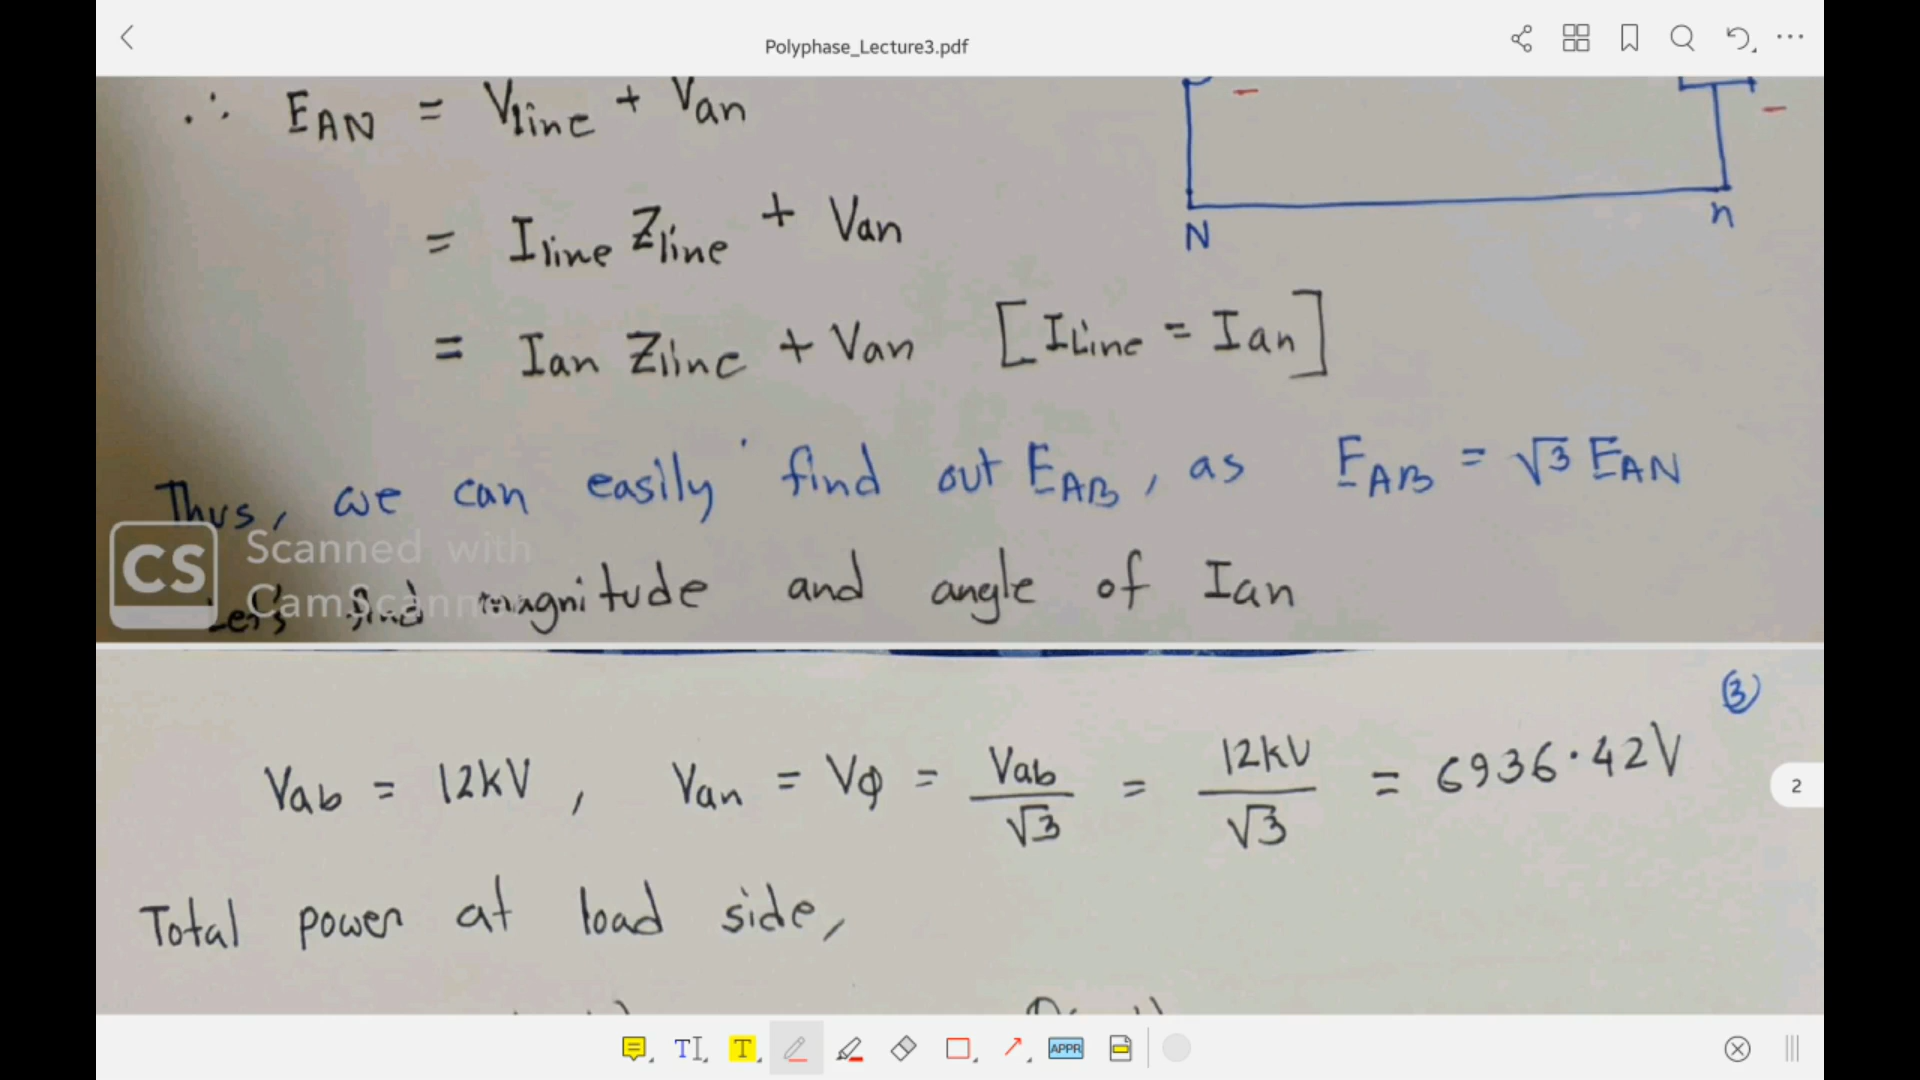 Polyphase_Lecture3.pdf
∴ EAN = Vline + Van
= Iline Zline + Van
N n
= Ian Zline + Van [ILine = Ian]
Thus, we can easily find out EAB, as EAB = √3 EAN
CS Scanned with CamScanner
Let's find magnitude and angle of Ian
3
Vab = 12kV, Van = Vφ = Vab/√3 = 12kV/√3 = 6936.42V
2
Total power at load side,
T T APPR